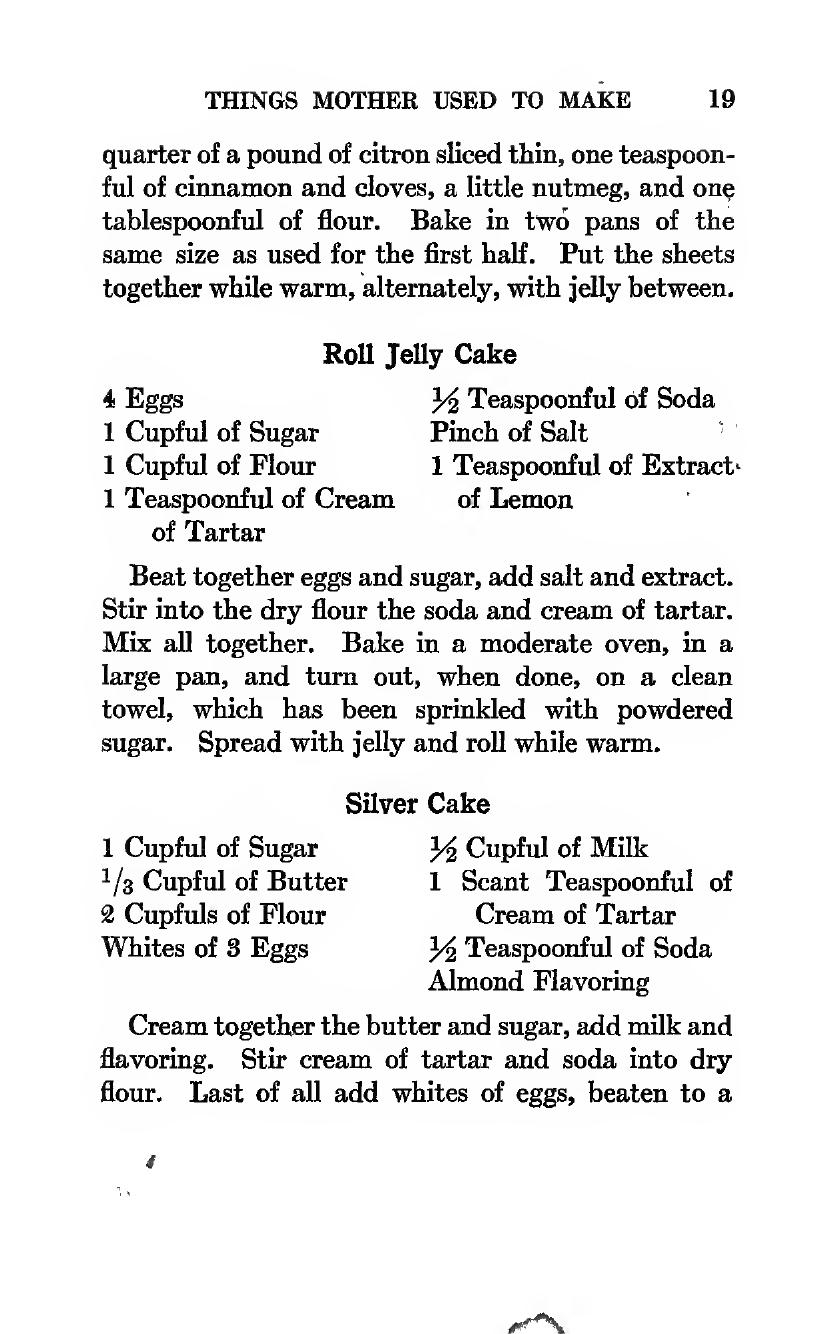 THINGS MOTHER USED TO MAKE 19
quarter of a pound of citron sliced thin, one teaspoon-
ful of cinnamon and cloves, a little nutmeg, and one
tablespoonful of flour. Bake in two pans of the
same size as used for the first half. Put the sheets
together while warm, alternately, with jelly between.
Roll Jelly Cake
4 Eggs
1 Cupful of Sugar
1 Cupful of Flour
1 Teaspoonful of Cream
of Tartar
½ Teaspoonful of Soda
Pinch of Salt
1 Teaspoonful of Extract
of Lemon
Beat together eggs and sugar, add salt and extract.
Stir into the dry flour the soda and cream of tartar.
Mix all together. Bake in a moderate oven, in a
large pan, and turn out, when done, on a clean
towel, which has been sprinkled with powdered
sugar. Spread with jelly and roll while warm.
Silver Cake
1 Cupful of Sugar
1/3 Cupful of Butter
2 Cupfuls of Flour
Whites of 3 Eggs
½ Cupful of Milk
1 Scant Teaspoonful of
Cream of Tartar
½ Teaspoonful of Soda
Almond Flavoring
Cream together the butter and sugar, add milk and
flavoring. Stir cream of tartar and soda into dry
flour. Last of all add whites of eggs, beaten to a